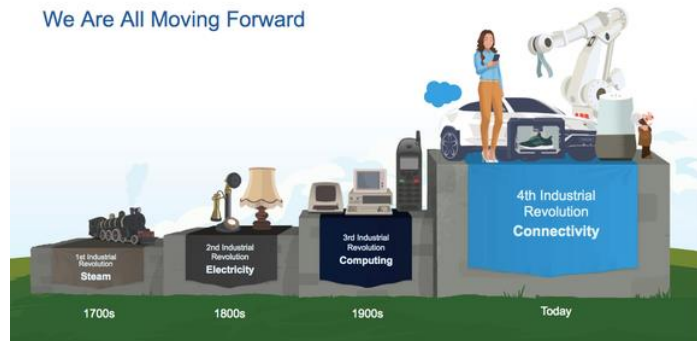 We Are All Moving Forward
1st Industrial
Revolution
Steam
2nd Industrial
Revolution
Electricity
3rd Industrial
Revolution
Computing
4th Industrial
Revolution
Connectivity
1700s
1800s
1900s
Today